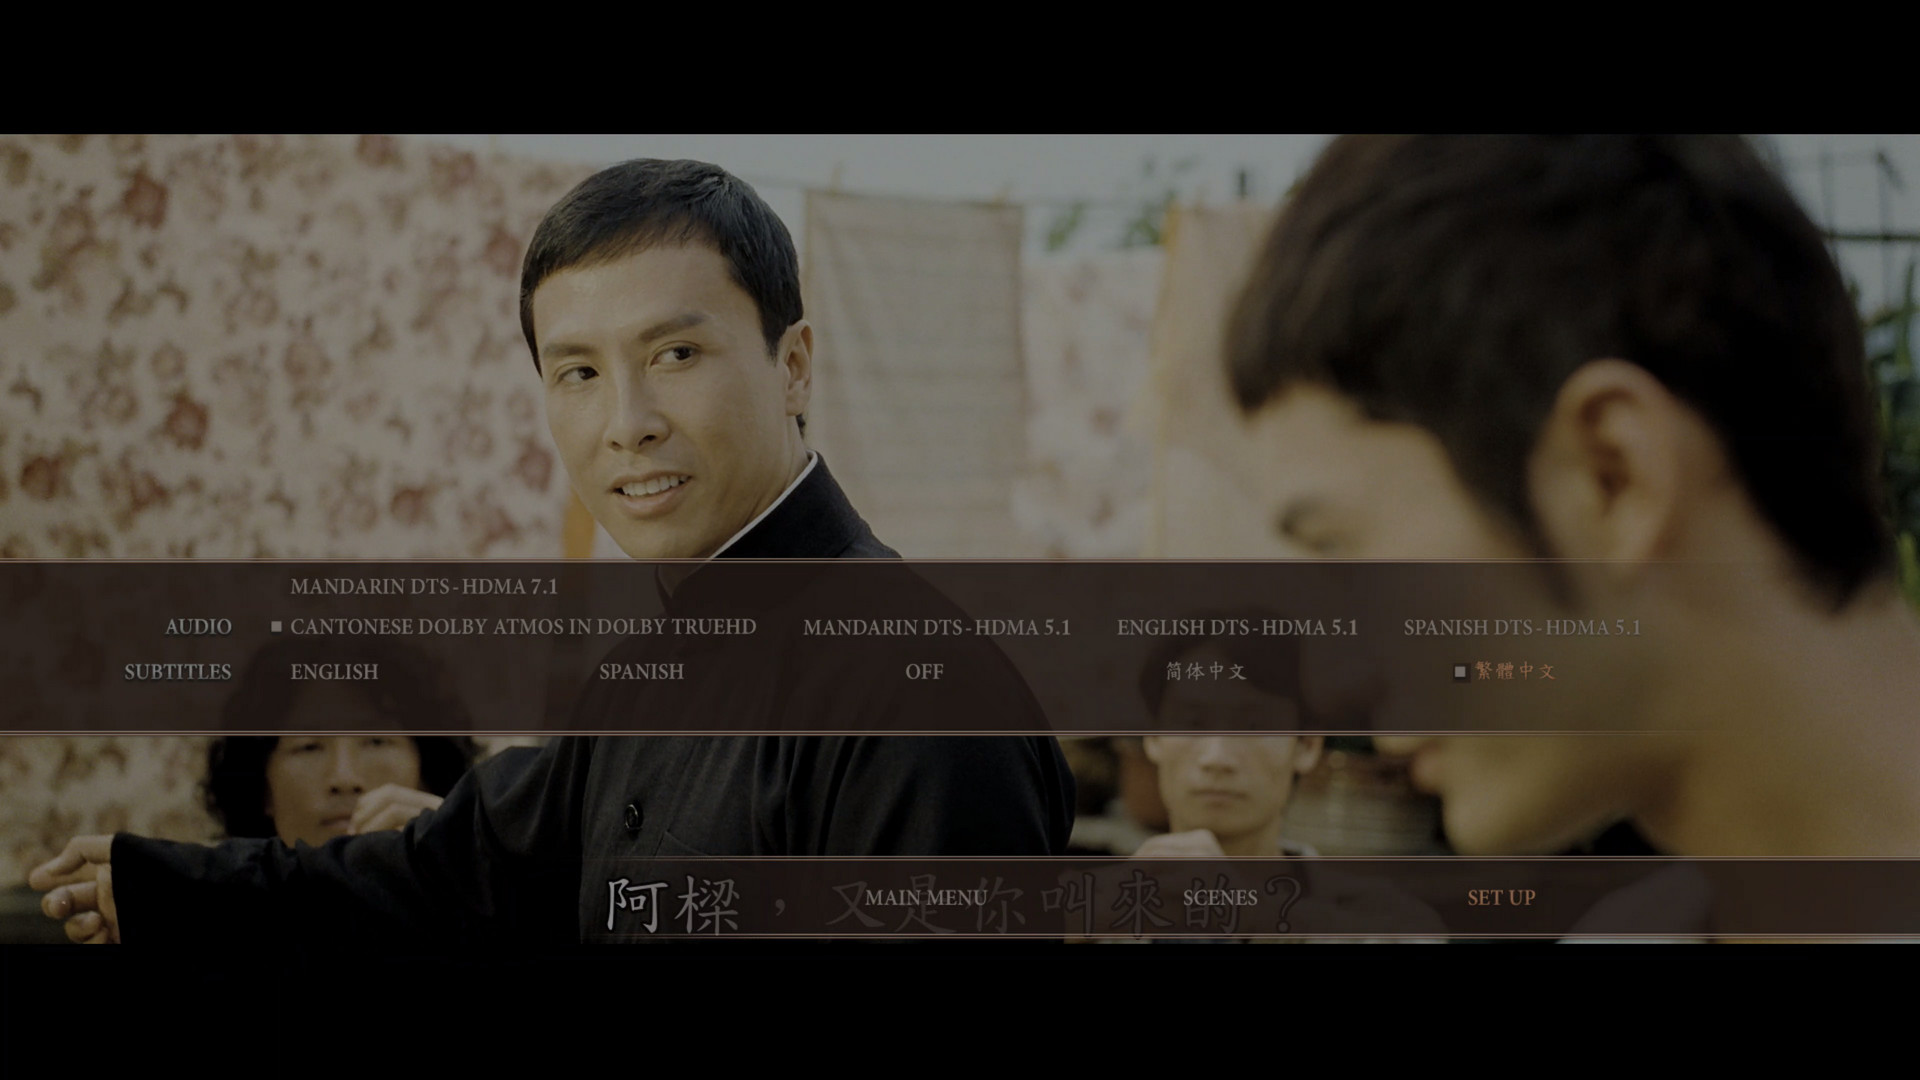 MANDARIN DTS-HDMA 7.1
AUDIO ■ CANTONESE DOLBY ATMOS IN DOLBY TRUEHD MANDARIN DTS-HDMA 5.1 ENGLISH DTS-HDMA 5.1 SPANISH DTS-HDMA 5.1
SUBTITLES ENGLISH SPANISH OFF 简体中文 ■ 繁體中文
阿樑，又是你叫來的？
MAIN MENU SCENES SET UP